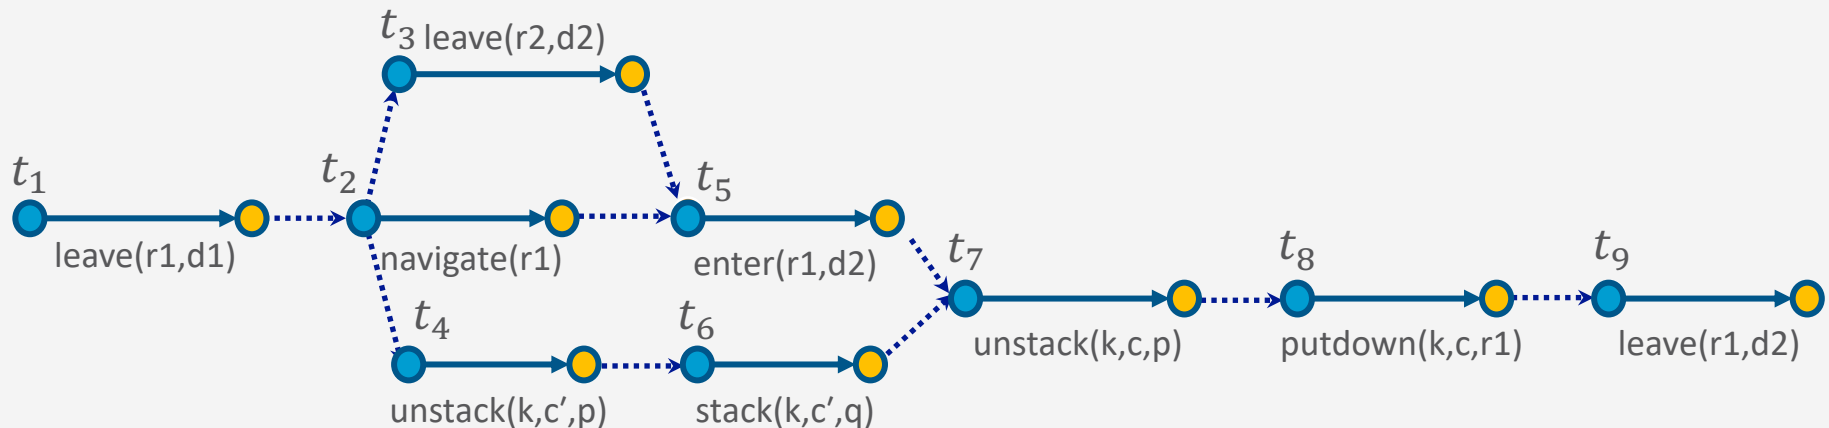 t₃ leave(r2,d2)
t₁
t₂
t₅
leave(r1,d1)
navigate(r1)
enter(r1,d2)
t₇
t₈
t₉
t₄
t₆
unstack(k,c,p)
putdown(k,c,r1)
leave(r1,d2)
unstack(k,c′,p)
stack(k,c′,q)